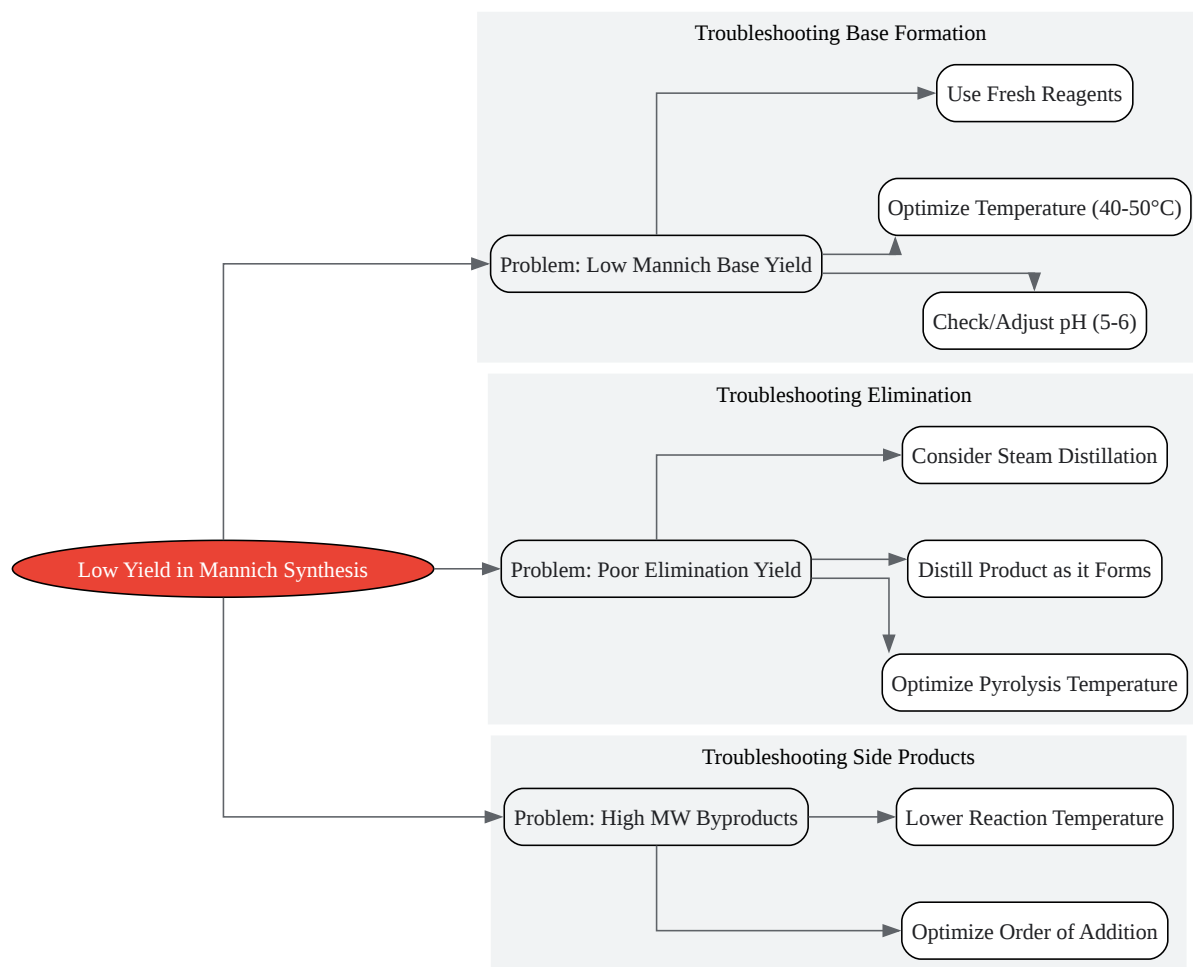 Troubleshooting Base Formation
Use Fresh Reagents
Optimize Temperature (40-50°C)
Problem: Low Mannich Base Yield
Check/Adjust pH (5-6)
Troubleshooting Elimination
Consider Steam Distillation
Low Yield in Mannich Synthesis
Problem: Poor Elimination Yield
Distill Product as it Forms
Optimize Pyrolysis Temperature
Troubleshooting Side Products
Problem: High MW Byproducts
Lower Reaction Temperature
Optimize Order of Addition